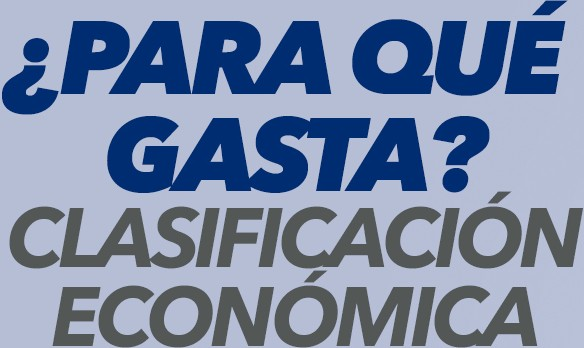 ¿PARA QUÉ
GASTA?
CLASIFICACIÓN
ECONÓMICA